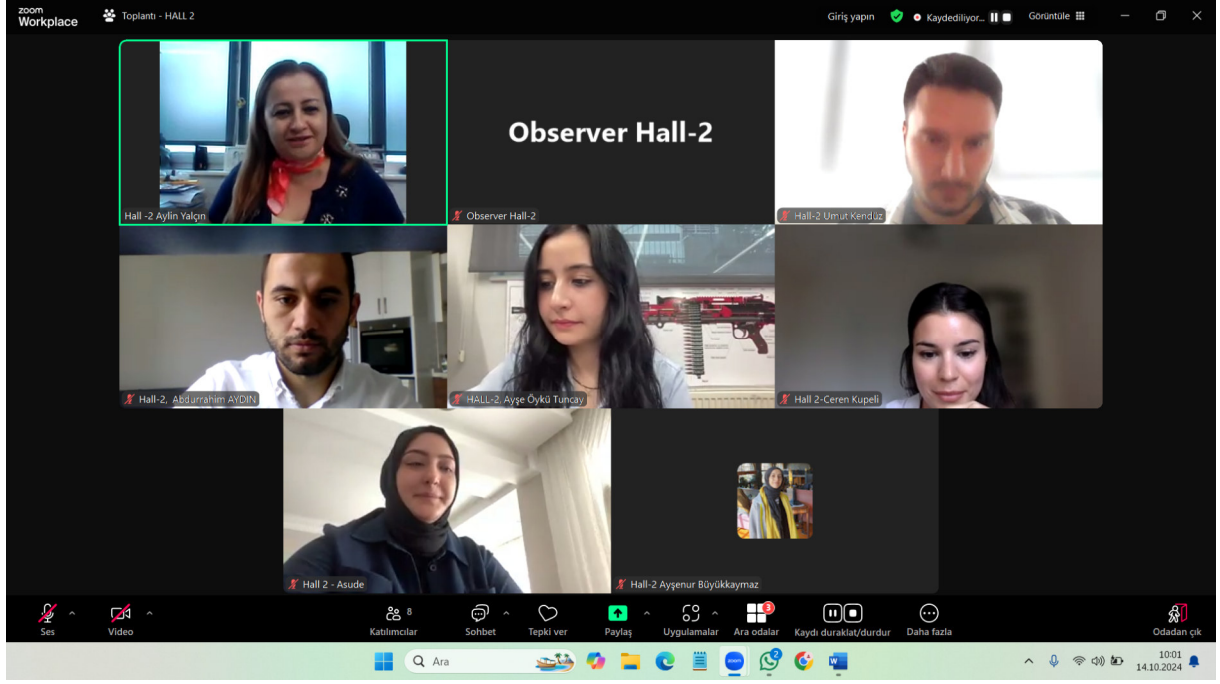 zoom
Workplace
Toplantı - HALL 2
Giriş yapın
Kaydediliyor...
Görüntüle
Hall -2 Aylin Yalçın
Observer Hall-2
Observer Hall-2
Hall-2 Umut Kendüz
Hall-2, Abdurrahim AYDIN
HALL-2, Ayşe Öykü Tuncay
Hall 2-Ceren Kupeli
Hall 2 - Asude
Hall-2 Ayşenur Büyükkaymaz
8
3
Ses
Video
Katılımcılar
Sohbet
Tepki ver
Paylaş
Uygulamalar
Ara odalar
Kaydı duraklat/durdur
Daha fazla
Odadan çık
Ara
zoom
2
W
10:01
14.10.2024